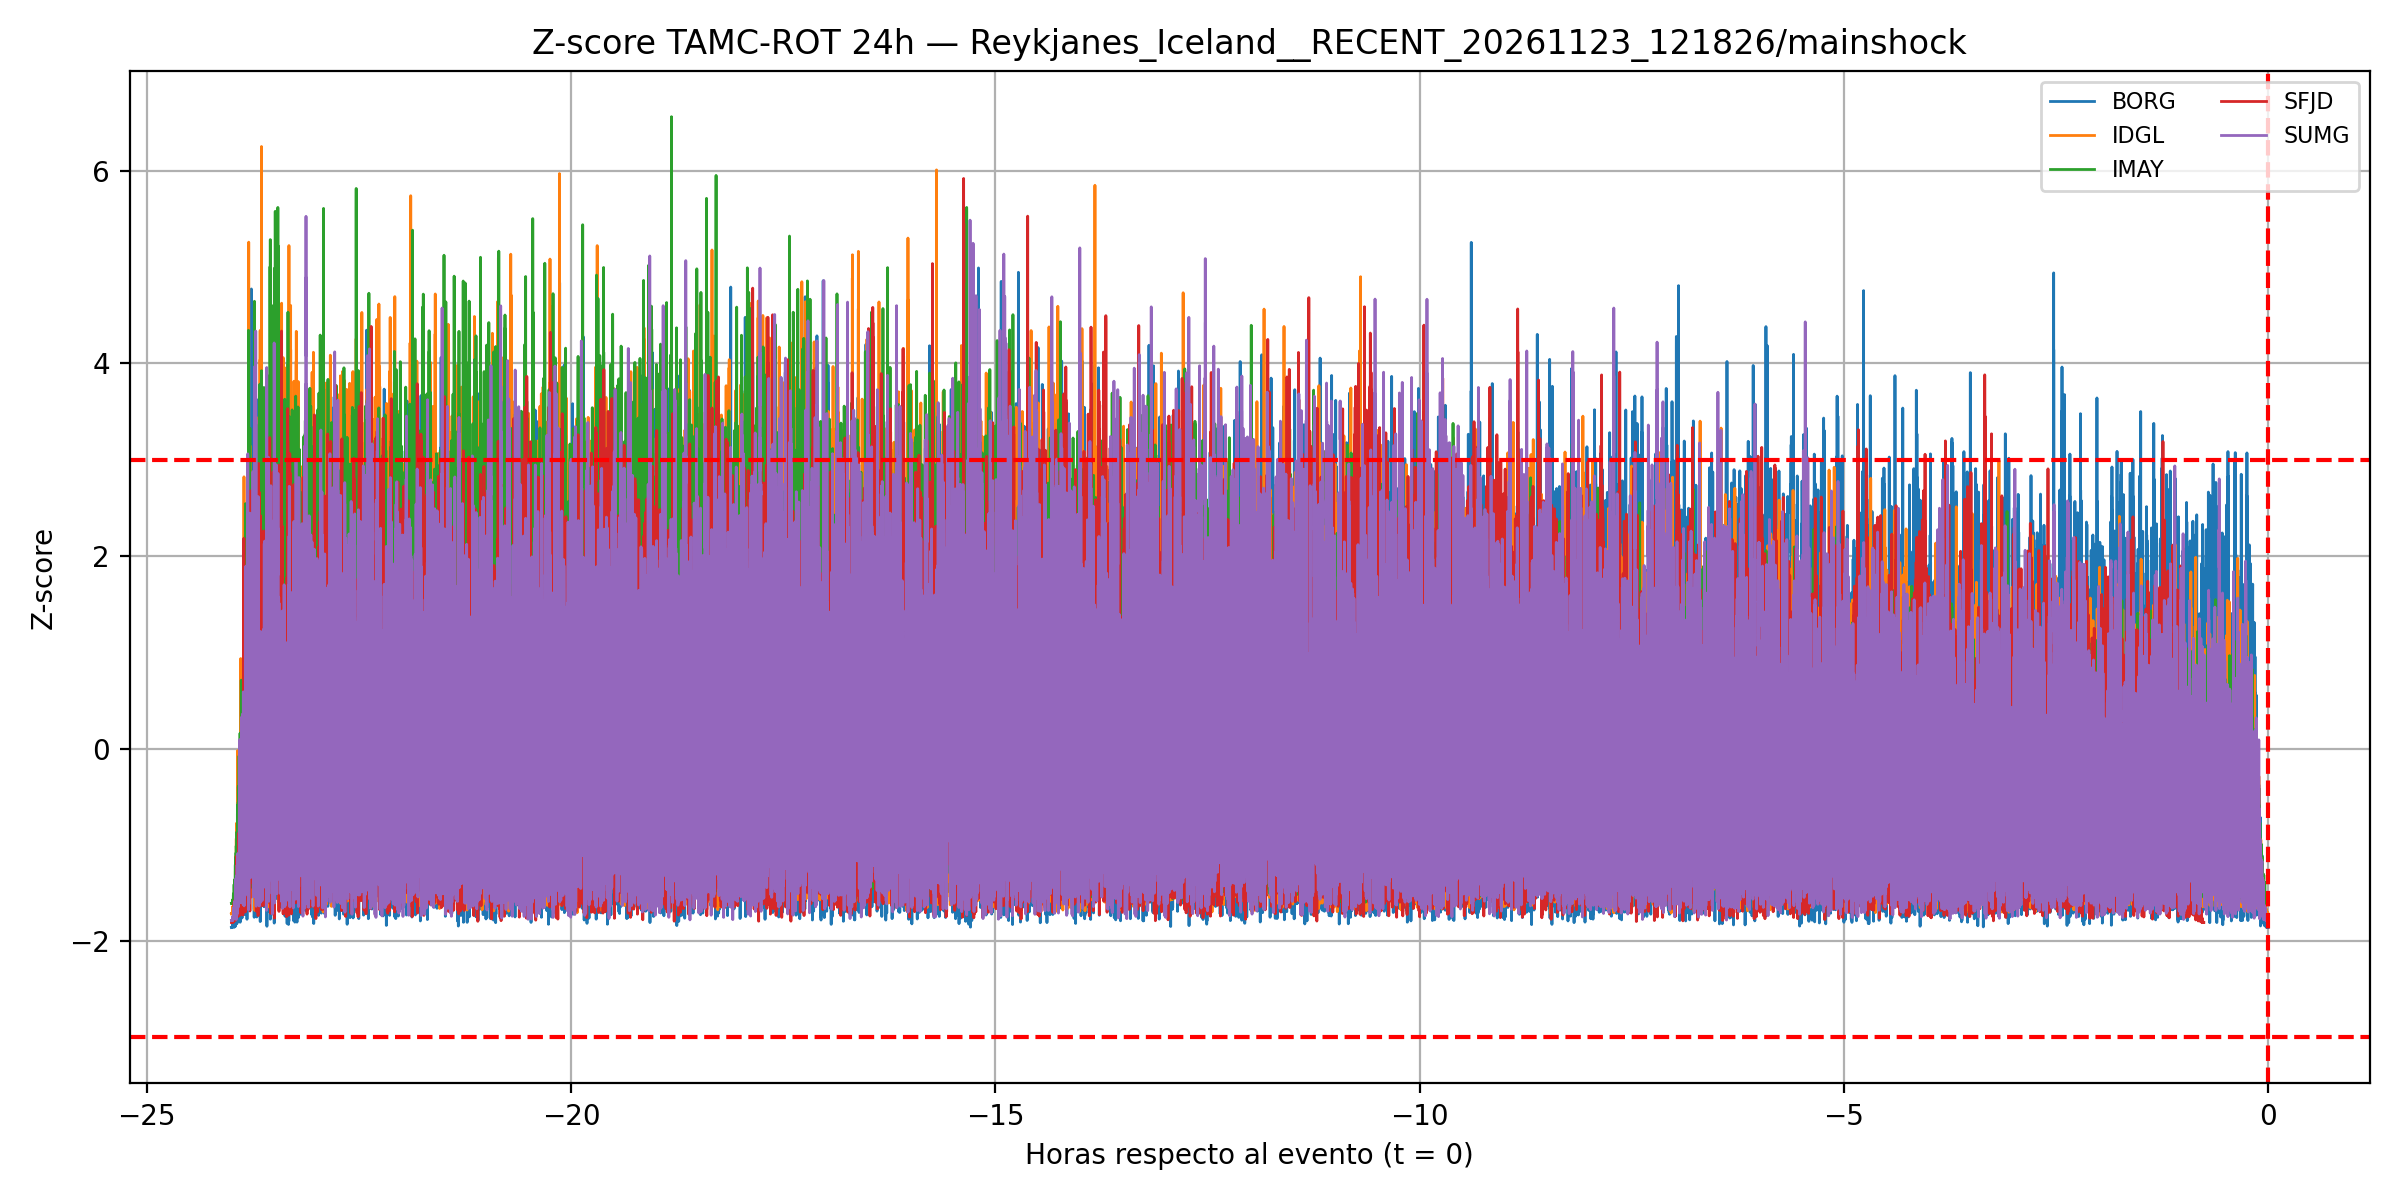 Z-score TAMC-ROT 24h — Reykjanes_Iceland__RECENT_20261123_121826/mainshock
BORG SFJD
IDGL SUMG
IMAY
6
4
2
0
−2
Z-score
−25 −20 −15 −10 −5 0
Horas respecto al evento (t = 0)